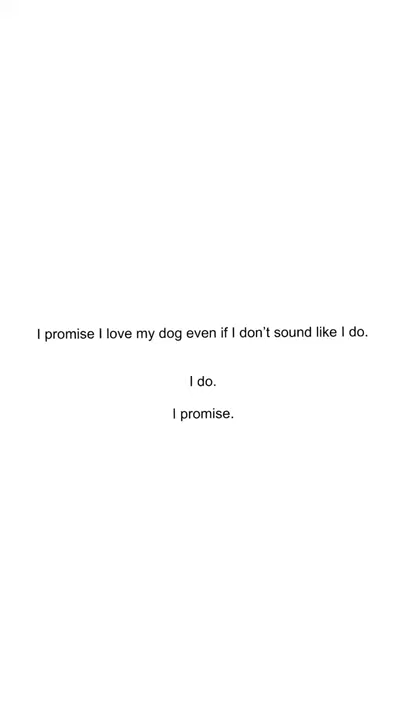 I promise I love my dog even if I don’t sound like I do.
I do.
I promise.